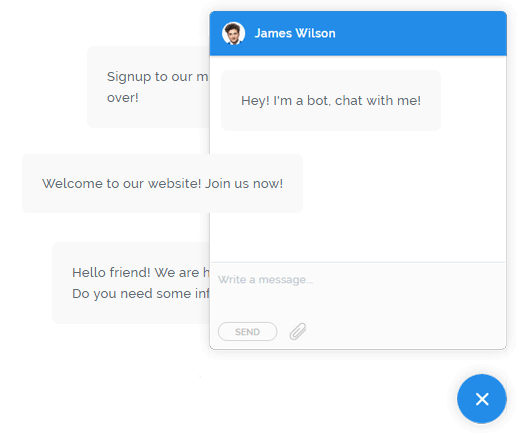 James Wilson
Signup to our m
over!
Hey! I'm a bot, chat with me!
Welcome to our website! Join us now!
Hello friend! We are h
Do you need some inf
Write a message...
SEND